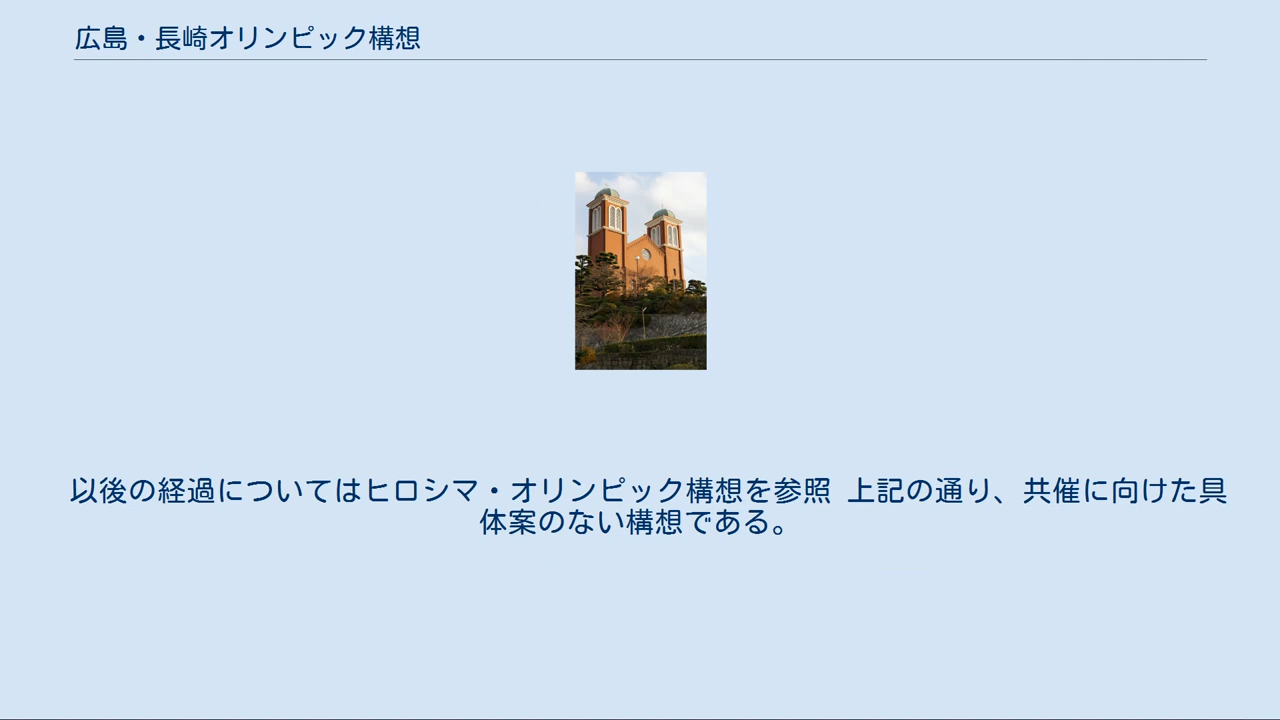 広島・長崎オリンピック構想
以後の経過についてはヒロシマ・オリンピック構想を参照 上記の通り、共催に向けた具
体案のない構想である。